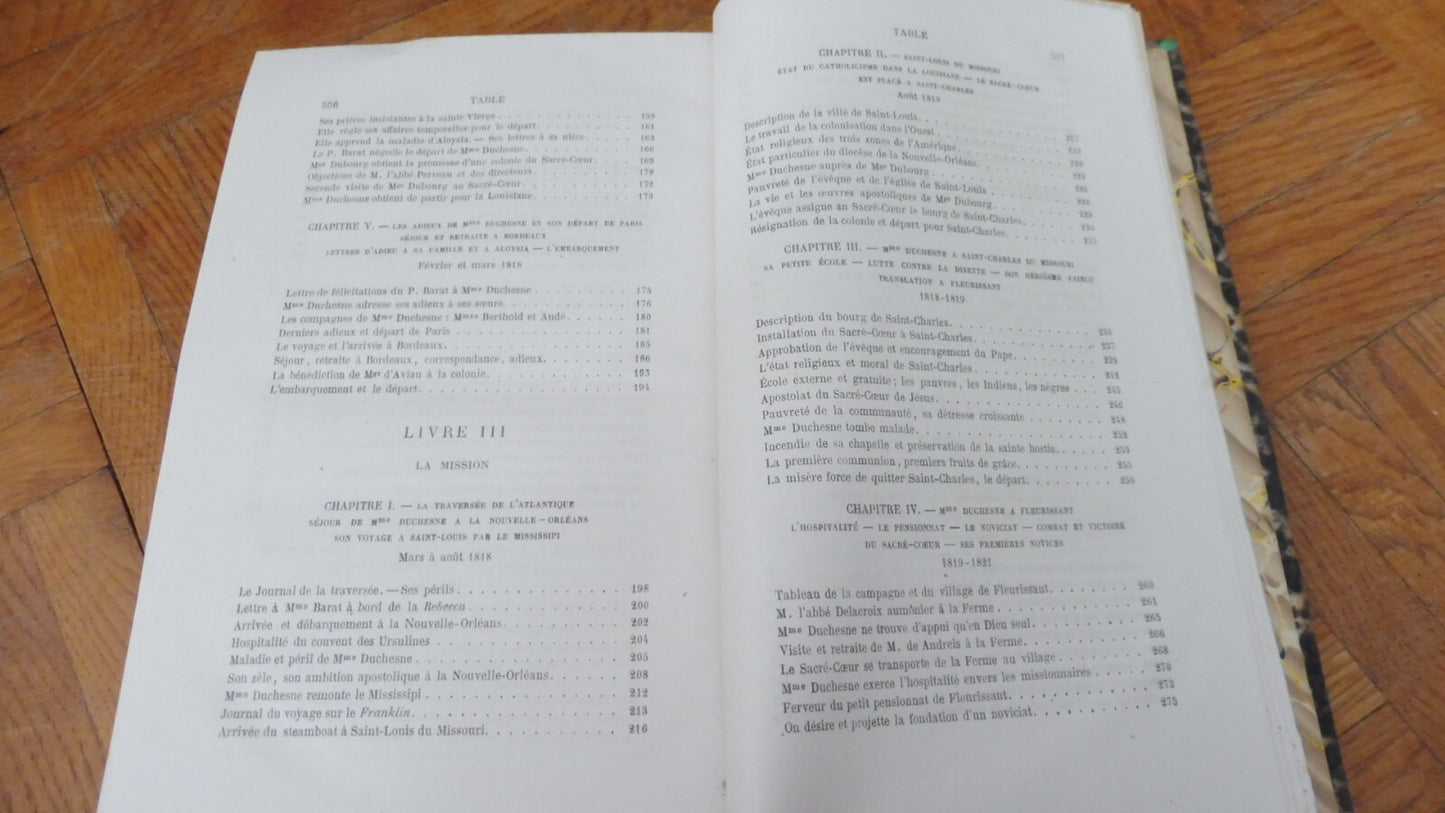 556 TABLE
Ses prières insistantes à la sainte Vierge. . . . . . . . . . . . 159
Elle règle ses affaires temporelles pour le départ. . . . . . . . . 161
Elle apprend la maladie d'Aloysia. — Ses lettres à sa nièce. . . . . 163
Le P. Barat négocie le départ de Mme Duchesne. . . . . . . . . 166
Mgr Dubourg obtient la promesse d'une colonie du Sacré-Cœur. . . . 168
Objections de M. l'abbé Perreau et des directeurs. . . . . . . . . 170
Seconde visite de Mgr Dubourg au Sacré-Cœur . . . . . . . . . 172
Mme Duchesne obtient de partir pour la Louisiane. . . . . . . . . 173
CHAPITRE V. — LES ADIEUX DE Mme DUCHESNE ET SON DÉPART DE PARIS
SÉJOUR ET RETRAITE A BORDEAUX
LETTRES D'ADIEU A SA FAMILLE ET A ALOYSIA — L'EMBARQUEMENT
Février et mars 1818
Lettre de félicitations du P. Barat à Mme Duchesne . . . . . . . . 175
Mme Duchesne adresse ses adieux à ses sœurs. . . . . . . . . . 176
Les compagnes de Mme Duchesne : Mmes Berthold et Audé. . . . . 180
Derniers adieux et départ de Paris . . . . . . . . . . . . . . 181
Le voyage et l'arrivée à Bordeaux. . . . . . . . . . . . . . . 185
Séjour, retraite à Bordeaux, correspondance, adieux. . . . . . . . 186
La bénédiction de Mgr d'Aviau à la colonie. . . . . . . . . . . 193
L'embarquement et le départ. . . . . . . . . . . . . . . . . 194
LIVRE III
LA MISSION
CHAPITRE I. — LA TRAVERSÉE DE L'ATLANTIQUE
SÉJOUR DE Mme DUCHESNE A LA NOUVELLE-ORLÉANS
SON VOYAGE A SAINT-LOUIS PAR LE MISSISSIPI
Mars à août 1818
Le Journal de la traversée. — Ses périls. . . . . . . . . . . . 198
Lettre à Mme Barat à bord de la Rebecca . . . . . . . . . . . 200
Arrivée et débarquement à la Nouvelle-Orléans. . . . . . . . . 202
Hospitalité du couvent des Ursulines . . . . . . . . . . . . . 204
Maladie et péril de Mme Duchesne . . . . . . . . . . . . . . 205
Son zèle, son ambition apostolique à la Nouvelle-Orléans. . . . . . 208
Mme Duchesne remonte le Mississipi . . . . . . . . . . . . . 212
Journal du voyage sur le Franklin. . . . . . . . . . . . . . . 213
Arrivée du steamboat à Saint-Louis du Missouri. . . . . . . . . 216
TABLE 557
CHAPITRE II. — SAINT-LOUIS DU MISSOURI
ÉTAT DU CATHOLICISME DANS LA LOUISIANE — LE SACRÉ-CŒUR
EST PLACÉ A SAINT-CHARLES
Août 1818
Description de la ville de Saint-Louis. . . . . . . . . . . . . 217
Le travail de la colonisation dans l'Ouest. . . . . . . . . . .
État religieux des trois zones de l'Amérique. . . . . . . . . .
État particulier du diocèse de la Nouvelle-Orléans . . . . . . .
Mme Duchesne auprès de Mgr Dubourg. . . . . . . . . . .
Pauvreté de l'évêque et de l'église de Saint-Louis . . . . . . .
La vie et les œuvres apostoliques de Mgr Dubourg. . . . . . . 228
L'évêque assigne au Sacré-Cœur le bourg de Saint-Charles. . . . 229
Résignation de la colonie et départ pour Saint-Charles. . . . . .
CHAPITRE III. — Mme DUCHESNE A SAINT-CHARLES DU MISSOURI
SA PETITE ÉCOLE — LUTTE CONTRE LA DISETTE — SON HÉROÏSME VAINCU
TRANSLATION A FLEURISSANT
1818-1819
Description du bourg de Saint-Charles. . . . . . . . . . . . . 236
Installation du Sacré-Cœur à Saint-Charles. . . . . . . . . . . 237
Approbation de l'évêque et encouragement du Pape. . . . . . . 239
L'état religieux et moral de Saint-Charles. . . . . . . . . . . 242
École externe et gratuite; les pauvres, les Indiens, les nègres . . . 245
Apostolat du Sacré-Cœur de Jésus. . . . . . . . . . . . . . 246
Pauvreté de la communauté, sa détresse croissante . . . . . . . 248
Mme Duchesne tombe malade. . . . . . . . . . . . . . . . 252
Incendie de sa chapelle et préservation de la sainte hostie. . . . . 253
La première communion, premiers fruits de grâce. . . . . . . . 255
La misère force de quitter Saint-Charles, le départ. . . . . . . . 256
CHAPITRE IV. — Mme DUCHESNE A FLEURISSANT
L'HOSPITALITÉ — LE PENSIONNAT — LE NOVICIAT — COMBAT ET VICTOIRE
DU SACRÉ-CŒUR — SES PREMIÈRES NOVICES
1819-1821
Tableau de la campagne et du village de Fleurissant. . . . . . . 260
M. l'abbé Delacroix aumônier à la Ferme . . . . . . . . . . . 261
Mme Duchesne ne trouve d'appui qu'en Dieu seul. . . . . . . . 265
Visite et retraite de M. de Andreis à la Ferme. . . . . . . . . . 266
Le Sacré-Cœur se transporte de la Ferme au village. . . . . . . 268
Mme Duchesne exerce l'hospitalité envers les missionnaires . . . . 270
Ferveur du petit pensionnat de Fleurissant. . . . . . . . . . . 273
On désire et projette la fondation d'un noviciat. . . . . . . . . 275